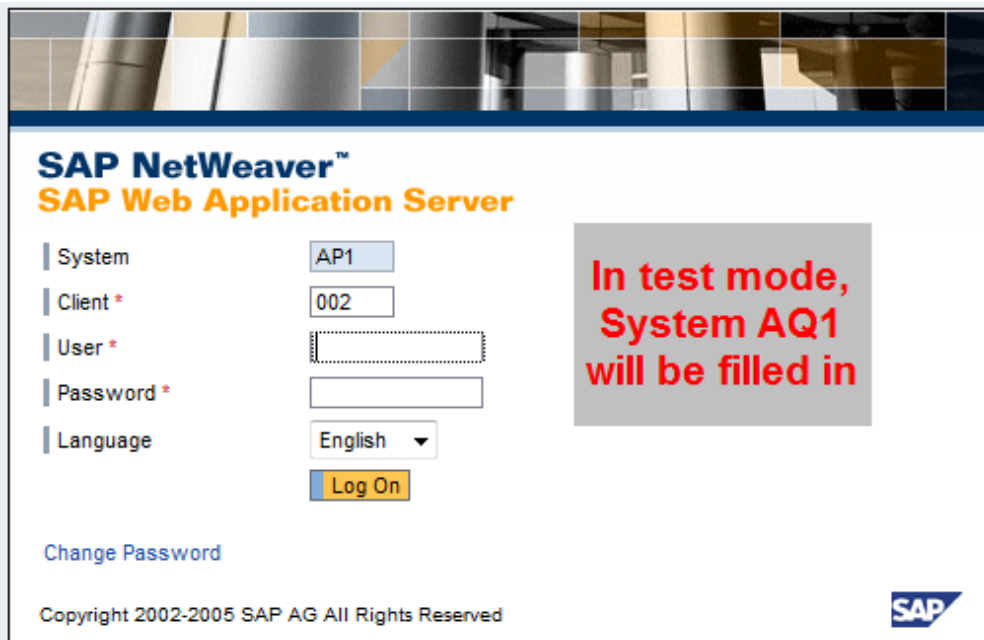 SAP NetWeaver™
SAP Web Application Server
System AP1
Client * 002
User *
Password *
Language English
Log On
In test mode,
System AQ1
will be filled in
Change Password
Copyright 2002-2005 SAP AG All Rights Reserved
SAP